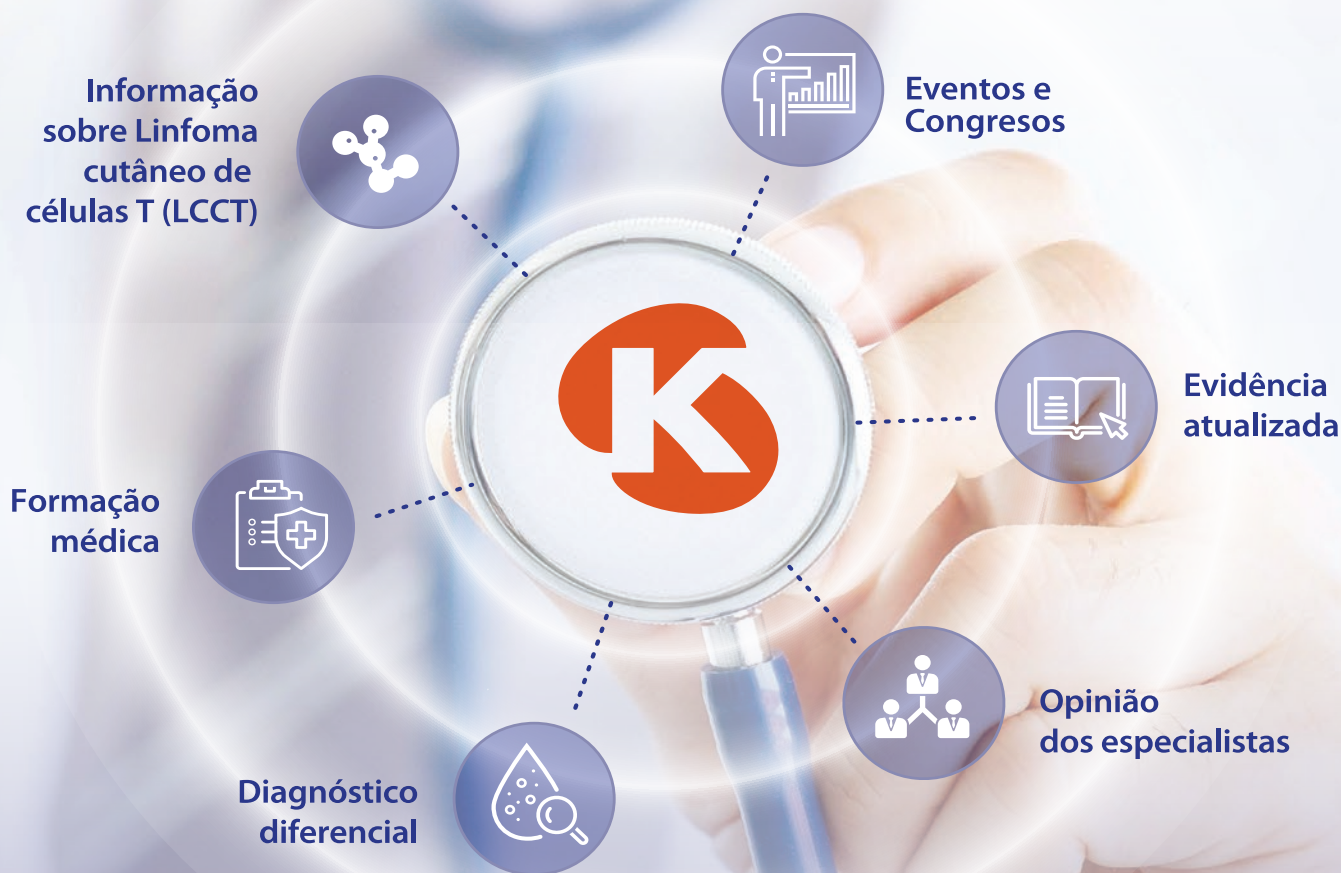 Informação
sobre Linfoma
cutâneo de
células T (LCCT)
Eventos e
Congresos
Evidência
atualizada
Formação
médica
Opinião
dos especialistas
Diagnóstico
diferencial
K